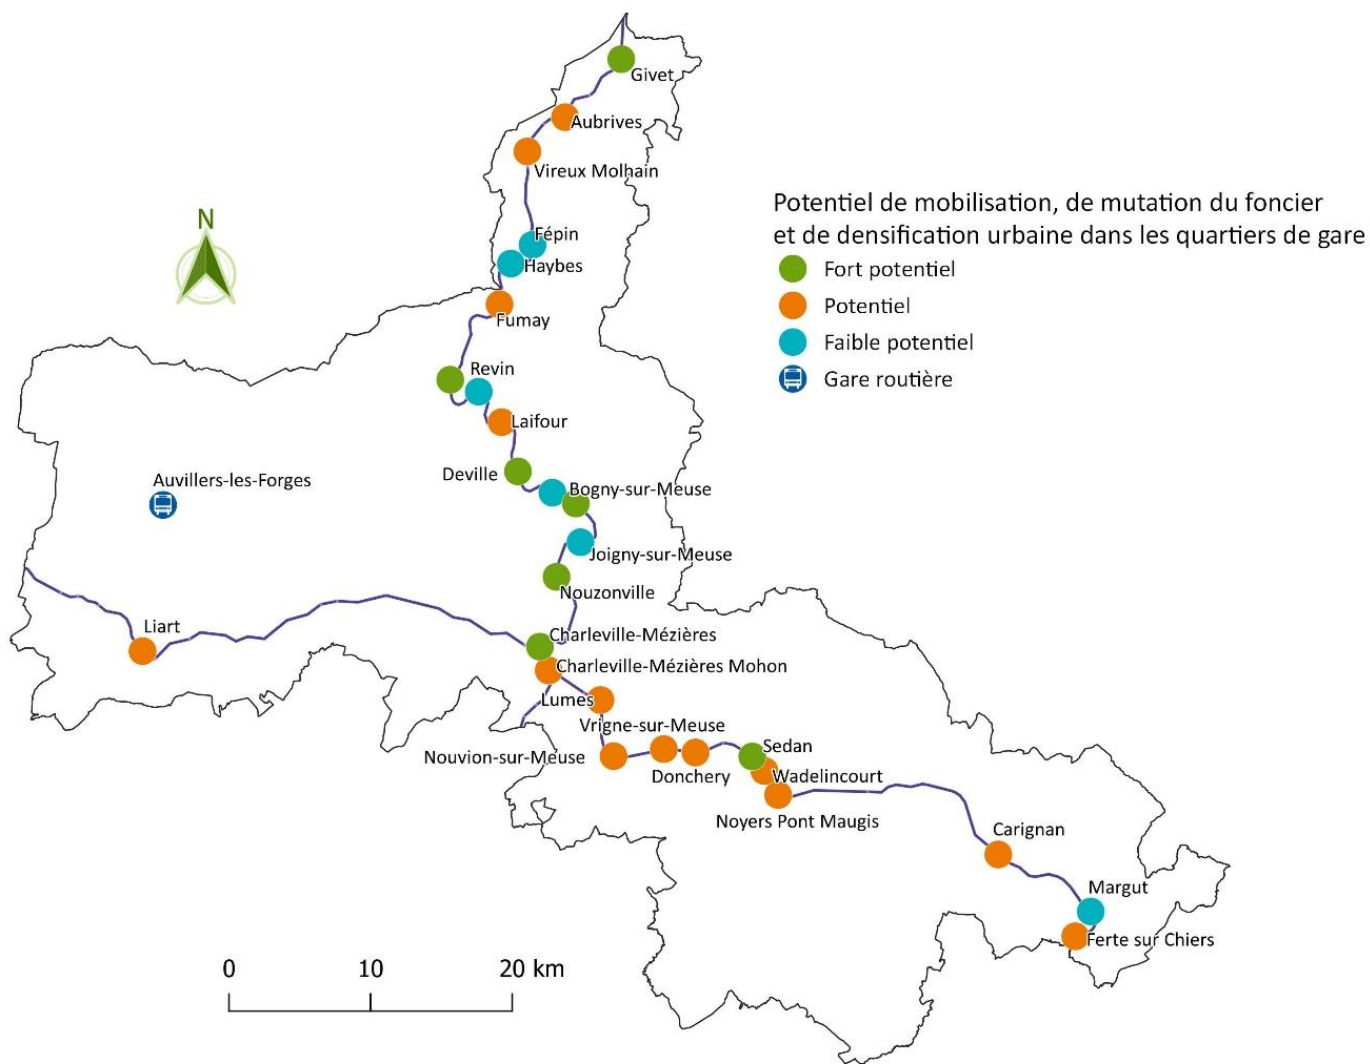 Givet
Aubrives
Vireux Molhain
Potentiel de mobilisation, de mutation du foncier
et de densification urbaine dans les quartiers de gare
Fort potentiel
Potentiel
Faible potentiel
Gare routière
N
Fépin
Haybes
Fumay
Revin
Laifour
Deville
Bogny-sur-Meuse
Auvillers-les-Forges
Joigny-sur-Meuse
Nouzonville
Liart
Charleville-Mézières
Charleville-Mézières Mohon
Lumes
Vrigne-sur-Meuse
Nouvion-sur-Meuse
Sedan
Donchery
Wadelincourt
Noyers Pont Maugis
Carignan
Margut
Ferte sur Chiers
0 10 20 km